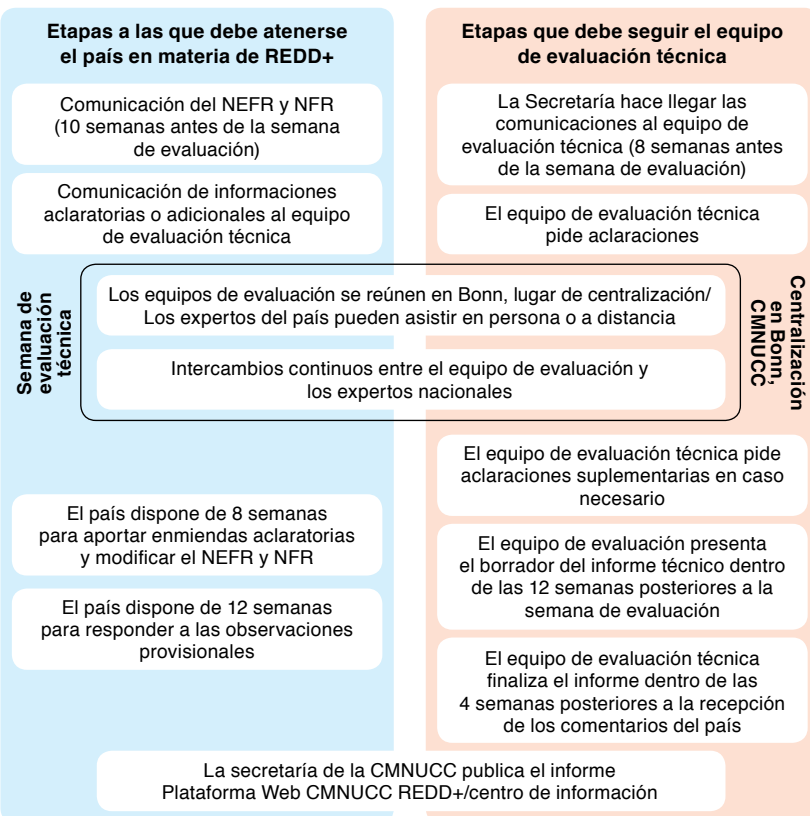 Etapas a las que debe atenerse
el país en materia de REDD+
Comunicación del NEFR y NFR
(10 semanas antes de la semana
de evaluación)
Comunicación de informaciones
aclaratorias o adicionales al equipo
de evaluación técnica
Etapas que debe seguir el equipo
de evaluación técnica
La Secretaría hace llegar las
comunicaciones al equipo de
evaluación técnica (8 semanas antes
de la semana de evaluación)
El equipo de evaluación técnica
pide aclaraciones
Semana de
evaluación
técnica
Los equipos de evaluación se reúnen en Bonn, lugar de centralización/
Los expertos del país pueden asistir en persona o a distancia
Intercambios continuos entre el equipo de evaluación y
los expertos nacionales
Centralización
en Bonn,
CMNUCC
El país dispone de 8 semanas
para aportar enmiendas aclaratorias
y modificar el NEFR y NFR
El país dispone de 12 semanas
para responder a las observaciones
provisionales
El equipo de evaluación técnica pide
aclaraciones suplementarias en caso
necesario
El equipo de evaluación presenta
el borrador del informe técnico dentro
de las 12 semanas posteriores a la
semana de evaluación
El equipo de evaluación técnica
finaliza el informe dentro de las
4 semanas posteriores a la recepción
de los comentarios del país
La secretaría de la CMNUCC publica el informe
Plataforma Web CMNUCC REDD+/centro de información